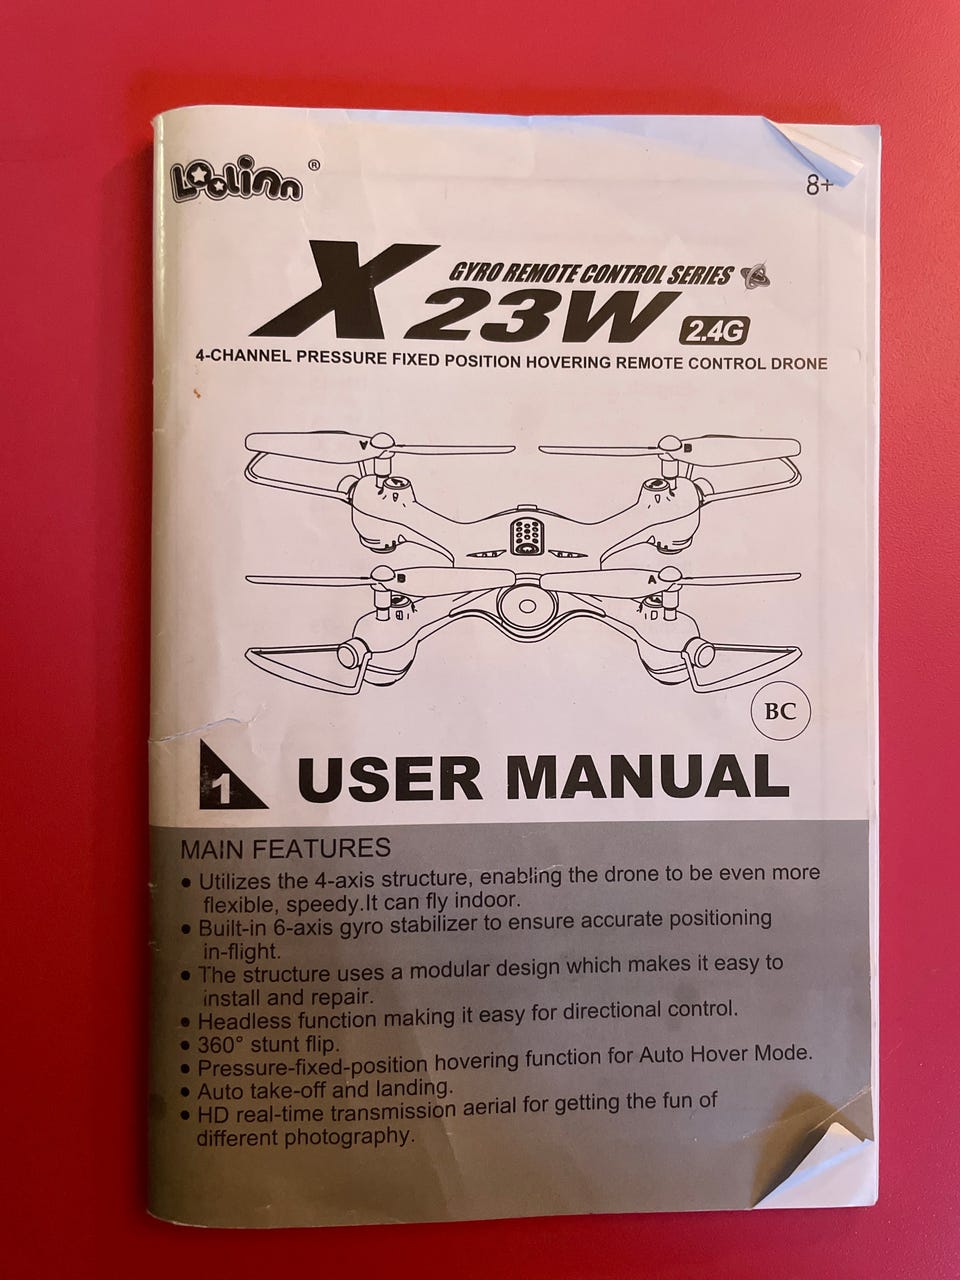 Loolinn ®
8+
GYRO REMOTE CONTROL SERIES
X23W 2.4G
4-CHANNEL PRESSURE FIXED POSITION HOVERING REMOTE CONTROL DRONE
A B
B A
BC
1 USER MANUAL
MAIN FEATURES
• Utilizes the 4-axis structure, enabling the drone to be even more
flexible, speedy.It can fly indoor.
• Built-in 6-axis gyro stabilizer to ensure accurate positioning
in-flight.
• The structure uses a modular design which makes it easy to
install and repair.
• Headless function making it easy for directional control.
• 360° stunt flip.
• Pressure-fixed-position hovering function for Auto Hover Mode.
• Auto take-off and landing.
• HD real-time transmission aerial for getting the fun of
different photography.